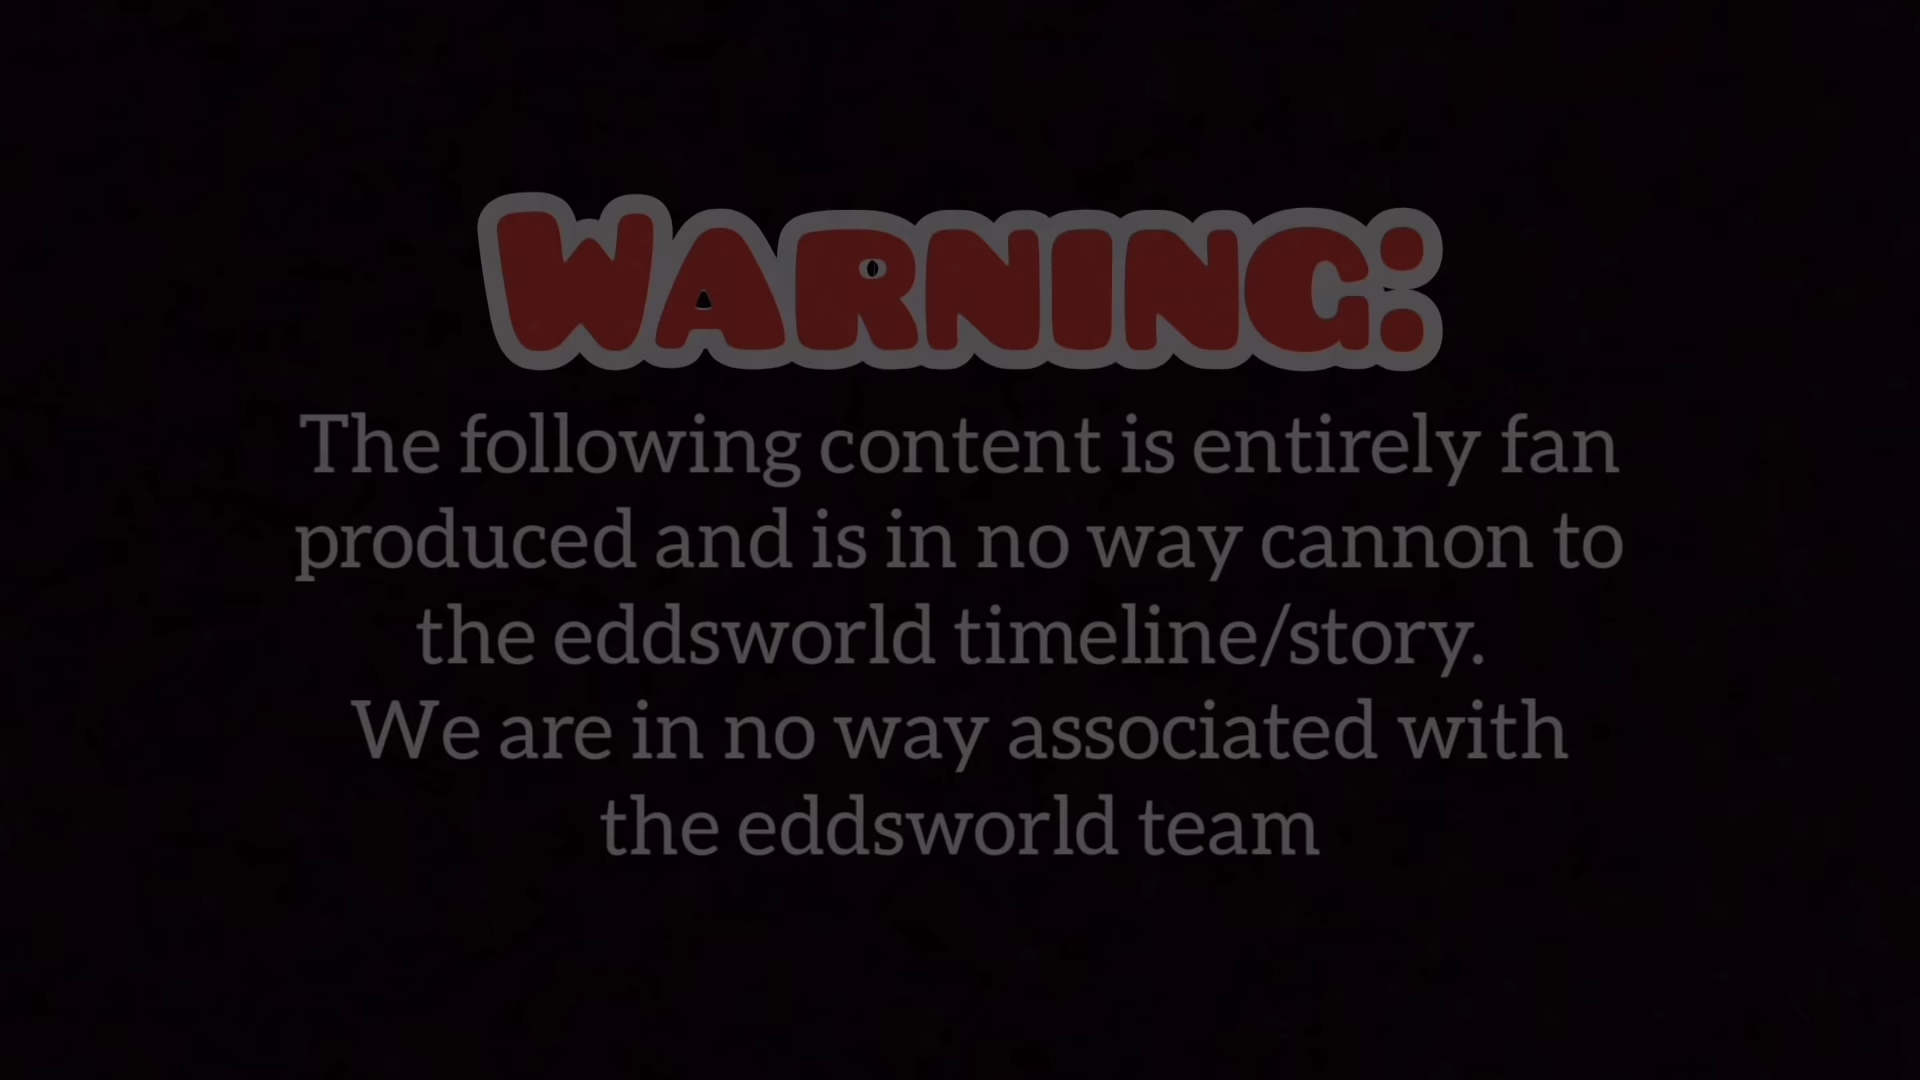 WARNING:
The following content is entirely fan
produced and is in no way cannon to
the eddsworld timeline/story.
We are in no way associated with
the eddsworld team